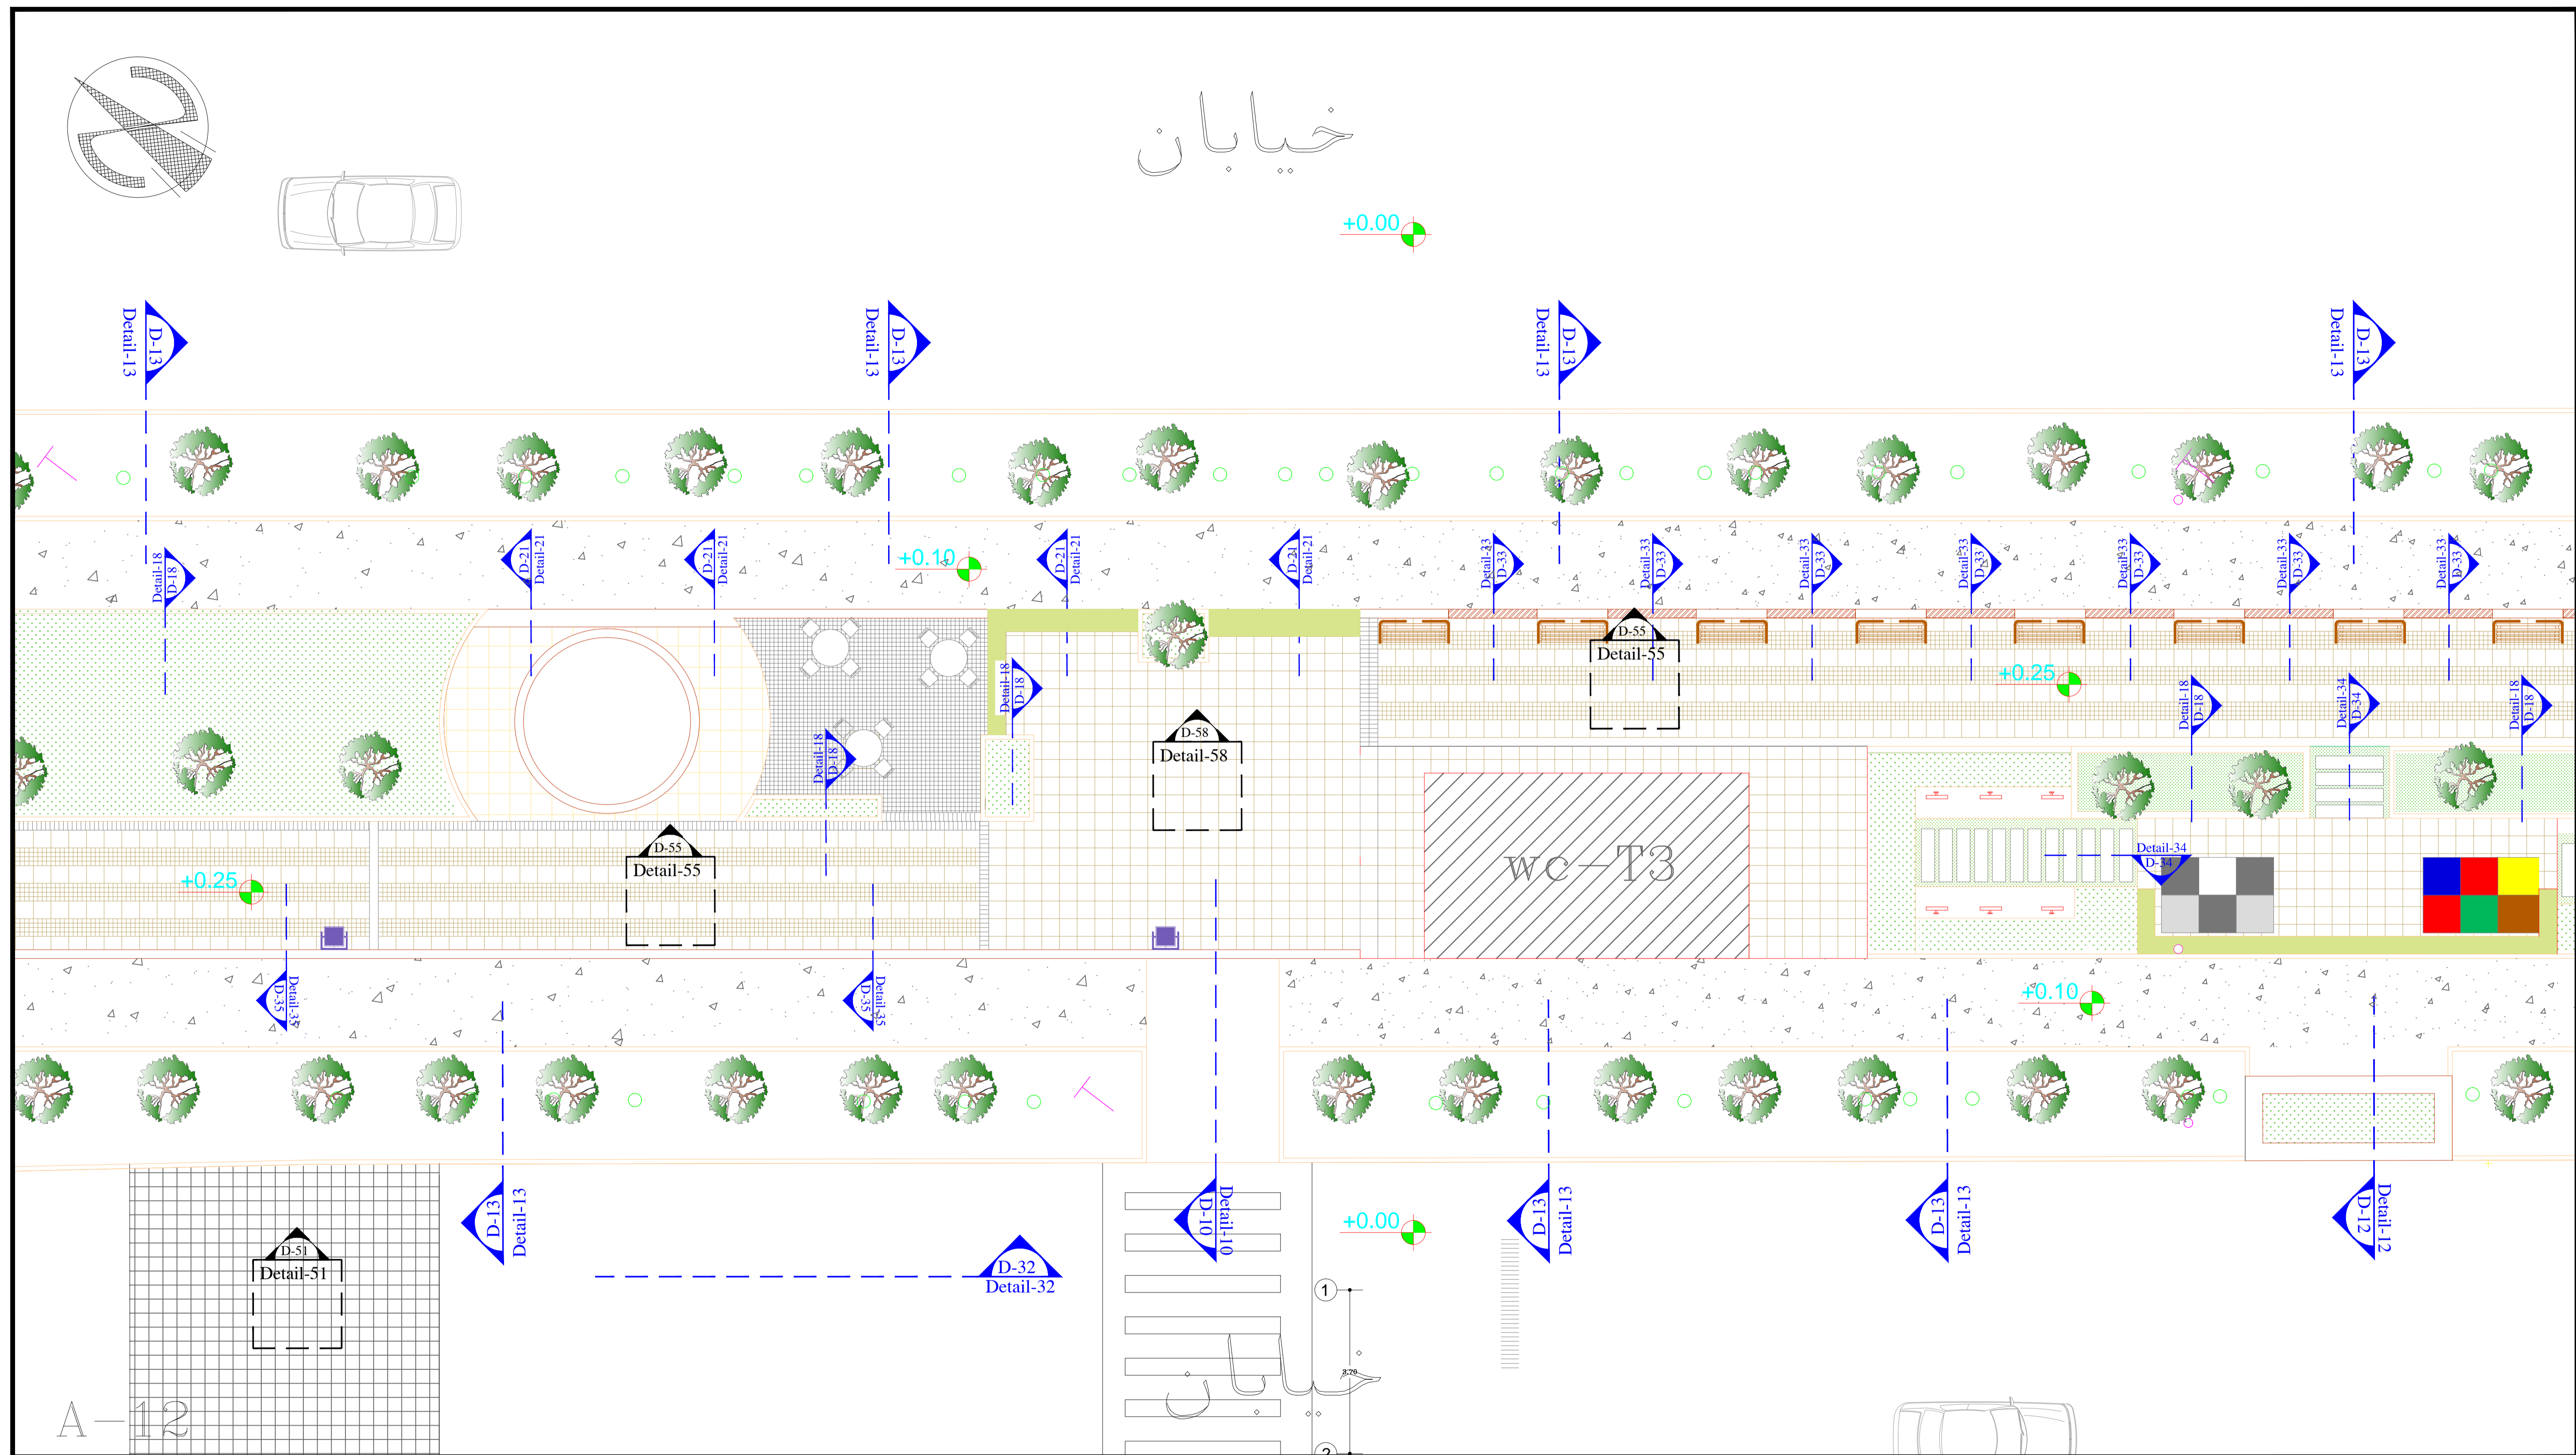 خیابان
+0.00
Detail-13
D-13
Detail-13
D-13
Detail-13
D-13
Detail-13
D-13
Detail-18
D-18
D-21
Detail-21
D-21
Detail-21
+0.10
D-21
Detail-21
D-21
Detail-21
Detail-33
D-33
Detail-33
D-33
Detail-33
D-33
Detail-33
D-33
Detail-33
D-33
Detail-33
D-33
Detail-33
D-33
D-55
Detail-55
+0.25
Detail-18
D-18
Detail-18
D-18
Detail-34
D-34
Detail-18
D-18
D-58
Detail-58
Detail-18
D-18
D-55
Detail-55
wc-T3
Detail-34
D-34
+0.25
D-35
Detail-35
D-35
Detail-35
+0.10
D-13
Detail-13
D-10
Detail-10
D-13
Detail-13
D-13
Detail-13
D-12
Detail-12
+0.00
D-51
Detail-51
D-32
Detail-32
1
3.70
خیابان
A-12
2